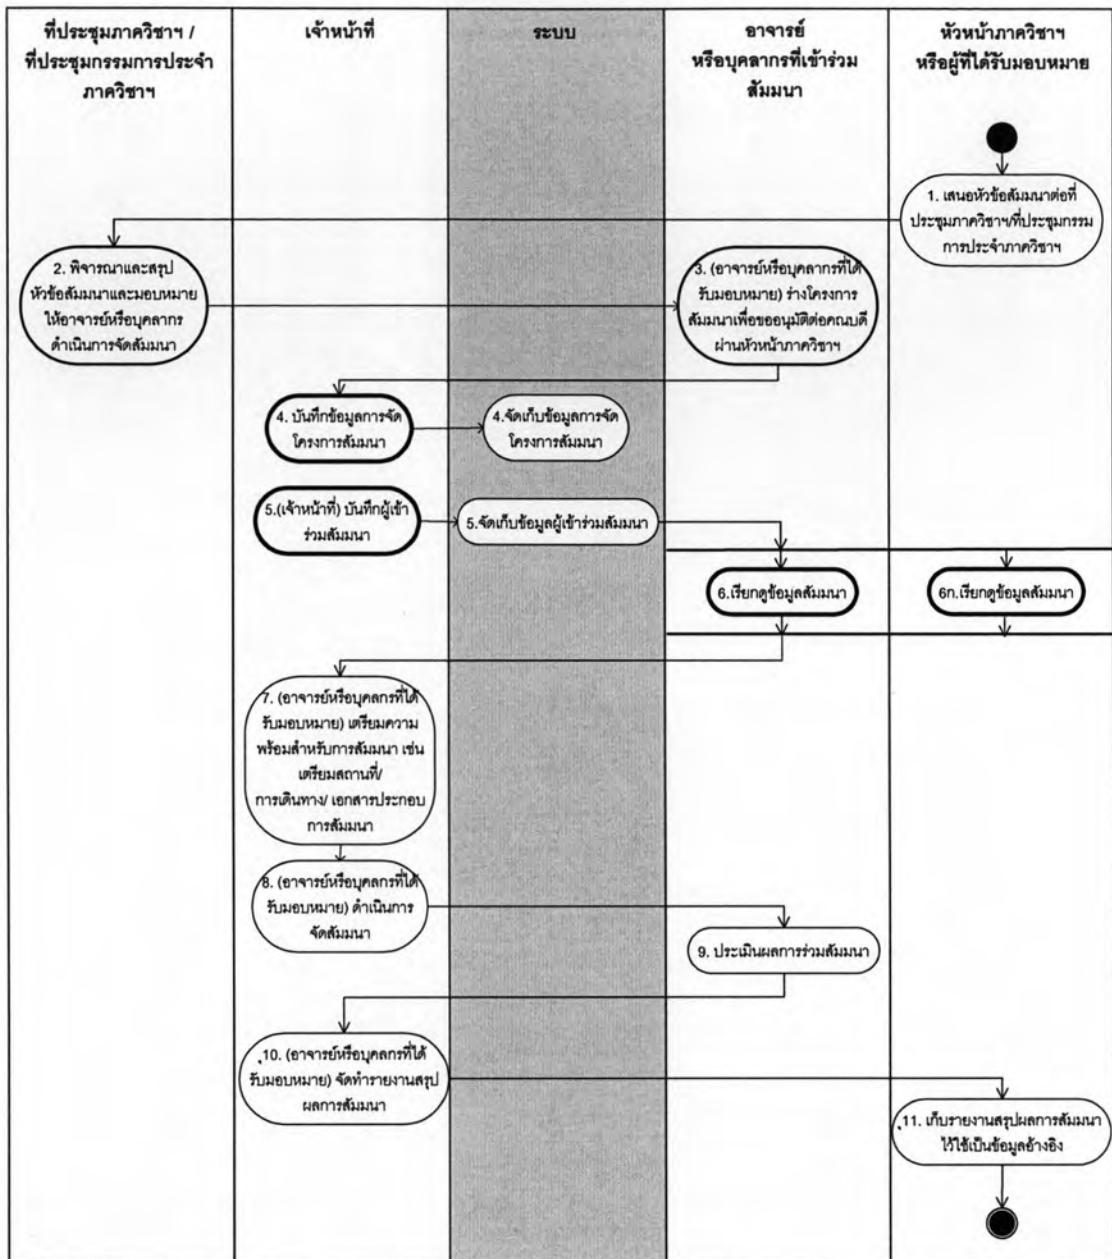 ที่ประชุมภาควิชาฯ /
ที่ประชุมกรรมการประจำ
ภาควิชาฯ
เจ้าหน้าที่
ระบบ
อาจารย์
หรือบุคลากรที่เข้าร่วม
สัมมนา
หัวหน้าภาควิชาฯ
หรือผู้ที่ได้รับมอบหมาย
1. เสนอหัวข้อสัมมนาต่อที่
ประชุมภาควิชาฯ/ที่ประชุมกรรม
การประจำภาควิชาฯ
2. พิจารณาและสรุป
หัวข้อสัมมนาและมอบหมาย
ให้อาจารย์หรือบุคลากร
ดำเนินการจัดสัมมนา
3. (อาจารย์หรือบุคลากรที่ได้
รับมอบหมาย) ร่างโครงการ
สัมมนาเพื่อขออนุมัติต่อคณบดี
ผ่านหัวหน้าภาควิชาฯ
4. บันทึกข้อมูลการจัด
โครงการสัมมนา
4.จัดเก็บข้อมูลการจัด
โครงการสัมมนา
5.(เจ้าหน้าที่) บันทึกผู้เข้า
ร่วมสัมมนา
5.จัดเก็บข้อมูลผู้เข้าร่วมสัมมนา
6.เรียกดูข้อมูลสัมมนา
6ก.เรียกดูข้อมูลสัมมนา
7. (อาจารย์หรือบุคลกรที่ได้
รับมอบหมาย) เตรียมความ
พร้อมสำหรับการสัมมนา เช่น
เตรียมสถานที่/
การเดินทาง/ เอกสารประกอบ
การสัมมนา
8. (อาจารย์หรือบุคลกรที่ได้
รับมอบหมาย) ดำเนินการ
จัดสัมมนา
9. ประเมินผลการร่วมสัมมนา
10. (อาจารย์หรือบุคลกรที่ได้
รับมอบหมาย) จัดทำรายงานสรุป
ผลการสัมมนา
11. เก็บรายงานสรุปผลการสัมมนา
ไว้ใช้เป็นข้อมูลอ้างอิง